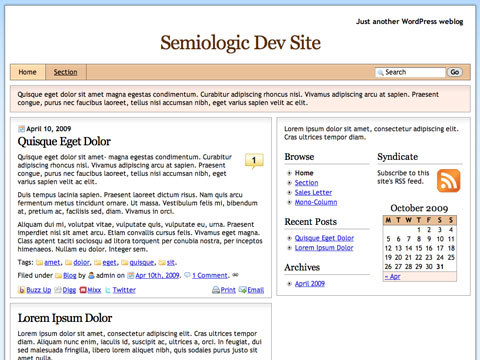 Just another WordPress weblog
Semiologic Dev Site
Home
Section
Search
Go
Quisque eget dolor sit amet magna egestas condimentum. Curabitur adipiscing rhoncus nisl. Vivamus adipiscing arcu at sapien. Praesent
congue, purus nec faucibus laoreet, tellus nisi accumsan nibh, eget varius sapien velit ac elit.
April 10, 2009
Quisque Eget Dolor
1
Quisque eget dolor sit amet- magna egestas condimentum. Curabitur
adipiscing rhoncus nisl. Vivamus adipiscing arcu at sapien. Praesent
congue, purus nec faucibus laoreet, tellus nisi accumsan nibh, eget
varius sapien velit ac elit.
Duis tempus lacinia sapien. Praesent laoreet dictum risus. Nam quis arcu
fermentum metus tincidunt ornare. Ut massa. Vestibulum felis mi, bibendum
at, pretium ac, facilisis sed, diam. Vivamus in orci.
Aliquam dui mi, volutpat vitae, vulputate quis, vulputate eu, urna. Praesent
imperdiet nisl sit amet eros. Etiam convallis cursus felis. Vivamus eget magna.
Class aptent taciti sociosqu ad litora torquent per conubia nostra, per inceptos
himenaeos. Nullam eu dolor. Integer sem.
Tags: amet, dolor, eget, quisque, sit.
Filed under Blog by admin on Apr 10th, 2009. 1 Comment.
Buzz Up Digg Mixx Twitter Print Email
Lorem Ipsum Dolor
Lorem ipsum dolor sit amet, consectetuer adipiscing elit. Cras ultrices tempor
diam. Aliquam nunc enim, iaculis id, suscipit ac, ultrices a, orci. In feugiat, dui
sed malesuada fringilla, libero lorem aliquet nibh, quis sodales purus justo sit
amet nulla.
Lorem ipsum dolor sit amet, consectetur adipiscing elit.
Cras ut ultrices tempor diam.
Browse
Home
Section
Sales Letter
Mono-Column
Recent Posts
Quisque Eget Dolor
Lorem Ipsum Dolor
Archives
April 2009
Syndicate
Subscribe to this
site's RSS feed.
October 2009
M T W T F S S
1 2 3 4
5 6 7 8 9 10 11
12 13 14 15 16 17 18
19 20 21 22 23 24 25
26 27 28 29 30 31
« Apr